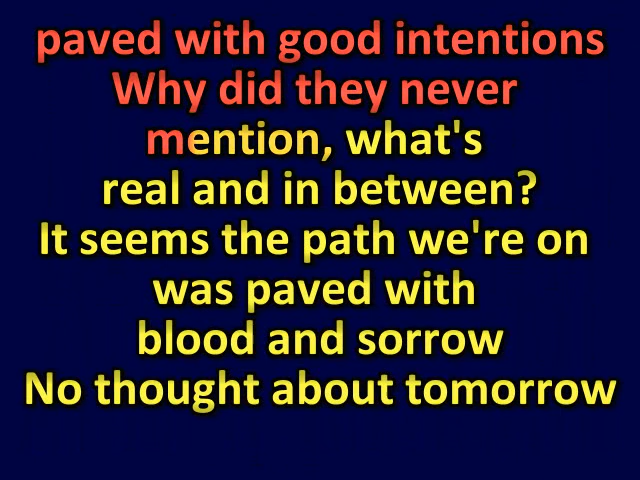 paved with good intentions
Why did they never
mention, what's
real and in between?
It seems the path we're on
was paved with
blood and sorrow
No thought about tomorrow